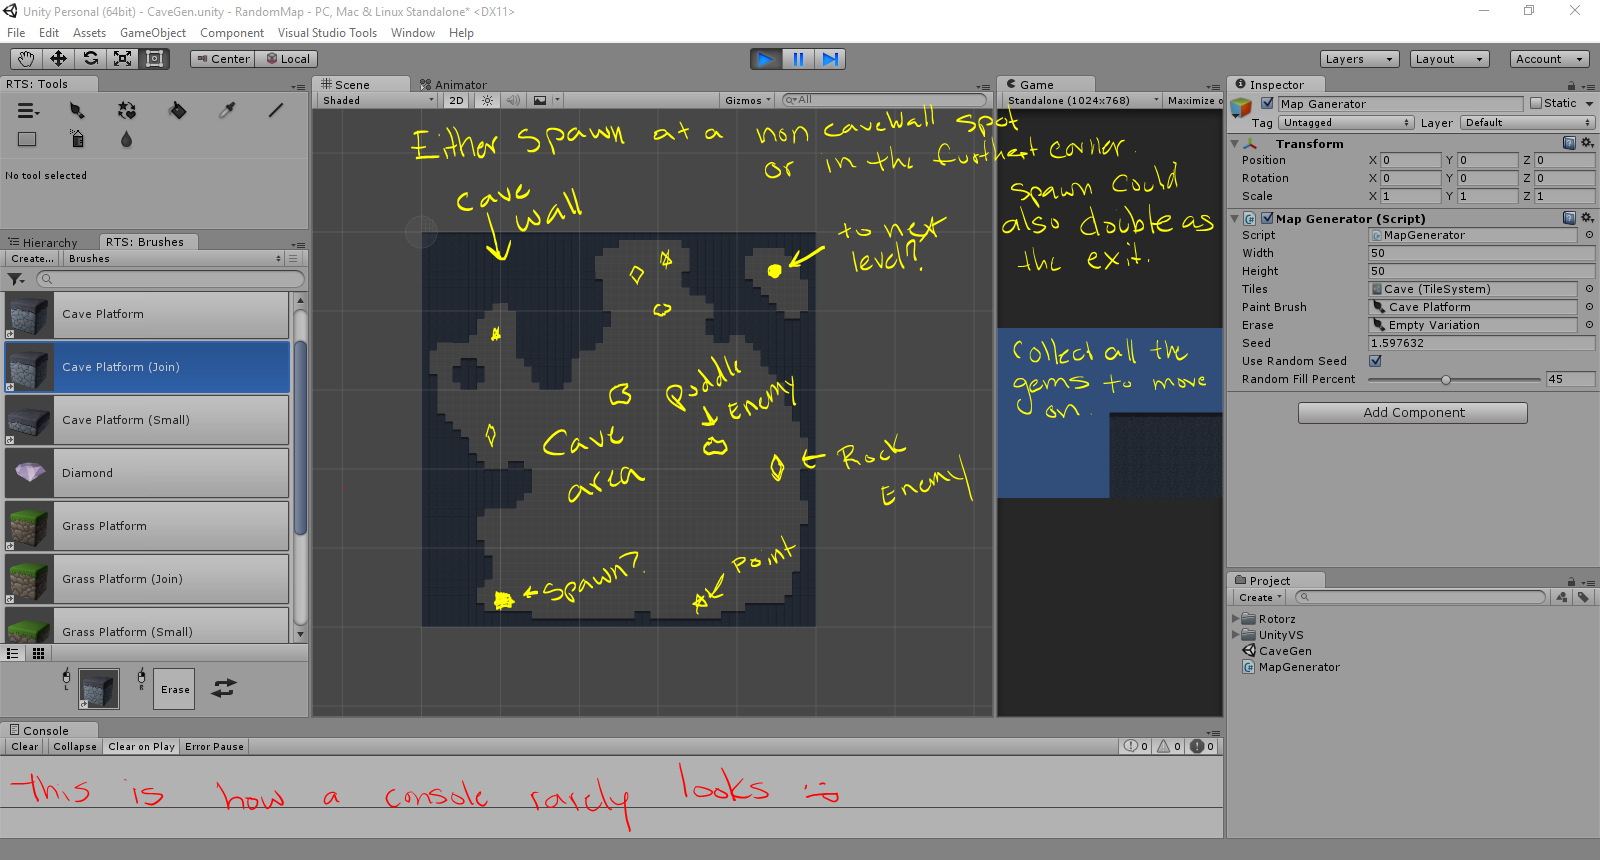 Unity Personal (64bit) - CaveGen.unity - RandomMap - PC, Mac & Linux Standalone* <DX11>
File Edit Assets GameObject Component Visual Studio Tools Window Help
Center Local
Layers Layout Account
RTS: Tools
No tool selected
Hierarchy RTS: Brushes
Create... Brushes
Cave Platform
Cave Platform (Join)
Cave Platform (Small)
Diamond
Grass Platform
Grass Platform (Join)
Grass Platform (Small)
L R Erase
Scene Animator
Shaded 2D Gizmos All
Either spawn at a non cavewall spot
or in the furthest corner.
Cave
wall
to next
level?
Puddle
Enemy
Cave
area
Rock
Enemy
Spawn?
Point
Game
Standalone (1024x768) Maximize o
spawn could
also double as
the exit.
Collect all the
gems to move
on.
Inspector
Map Ganerator Static
Tag Untagged Layer Default
Transform
Position X 0 Y 0 Z 0
Rotation X 0 Y 0 Z 0
Scale X 1 Y 1 Z 1
Map Generator (Script)
Script MapGenerator
Width 50
Height 50
Tiles Cave (TileSystem)
Paint Brush Cave Platform
Erase Empty Variation
Seed 1.597632
Use Random Seed
Random Fill Percent 45
Add Component
Project
Create
Rotorz
UnityVS
CaveGen
MapGenerator
Console
Clear Collapse Clear on Play Error Pause 0 0 0
this is how a console rarely looks :)